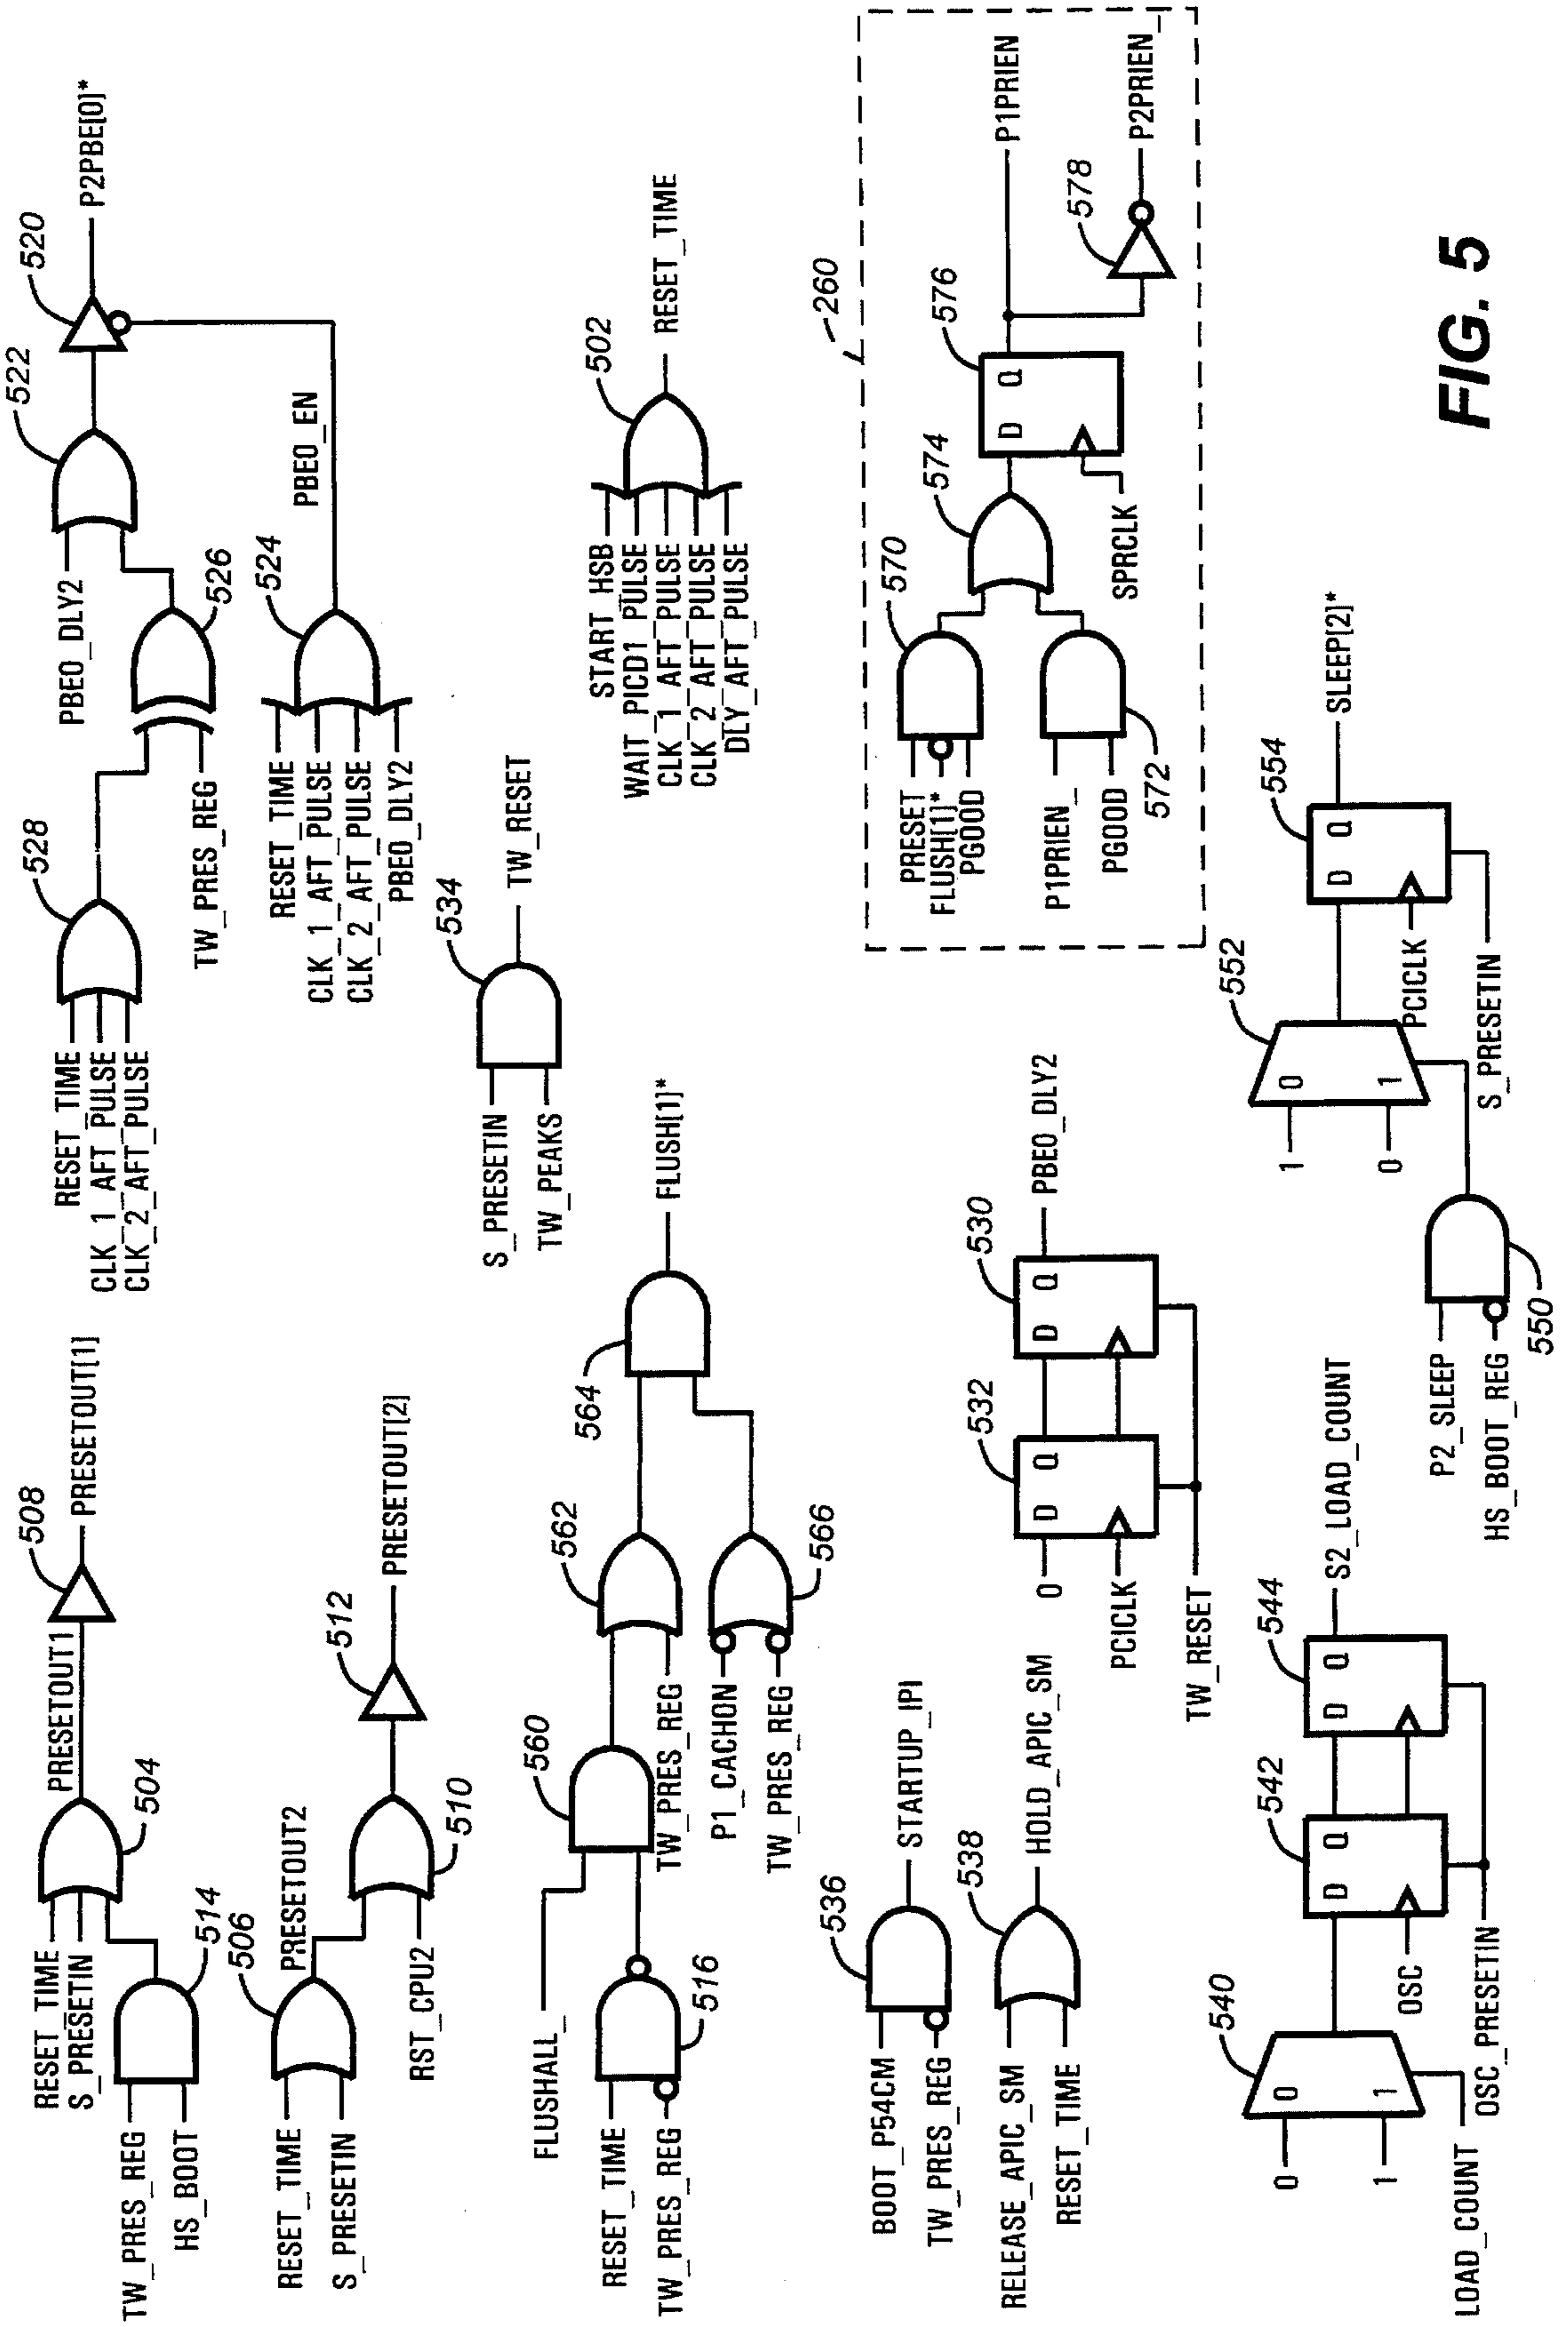 RESET_TIME
S_PRESETIN
TW_PRES_REG
HS_BOOT
514
504
PRESETOUT1
508
PRESETOUT[1]
RESET_TIME
S_PRESETIN
506
PRESETOUT2
RST_CPU2
510
512
PRESETOUT[2]
RESET_TIME
CLK_1_AFT_PULSE
CLK_2_AFT_PULSE
528
TW_PRES_REG
526
PBE0_DLY2
522
520
P2PBE[0]*
RESET_TIME
CLK_1_AFT_PULSE
CLK_2_AFT_PULSE
PBE0_DLY2
524
PBE0_EN
S_PRESETIN
TW_PEAKS
534
TW_RESET
FLUSHALL_
RESET_TIME
TW_PRES_REG
516
560
TW_PRES_REG
562
P1_CACHON
TW_PRES_REG
566
564
FLUSH[1]*
START_HSB
WAIT_PICD1_PULSE
CLK_1_AFT_PULSE
CLK_2_AFT_PULSE
DLY_AFT_PULSE
502
RESET_TIME
BOOT_P54CM
TW_PRES_REG
536
STARTUP_IPI
RELEASE_APIC_SM
RESET_TIME
538
HOLD_APIC_SM
0
PCICLK
TW_RESET
D Q
532
D Q
530
PBE0_DLY2
260
PRESET
FLUSH[1]*
PGOOD
570
P1PRIEN_
PGOOD
572
574
SPRCLK
D Q
576
P1PRIEN
578
P2PRIEN_
0
1
0
1
540
LOAD_COUNT
OSC
OSC_PRESETIN
D Q
542
D Q
544
S2_LOAD_COUNT
P2_SLEEP
HS_BOOT_REG
550
1
0
0
1
552
PCICLK
S_PRESETIN
D Q
554
SLEEP[2]*
FIG. 5